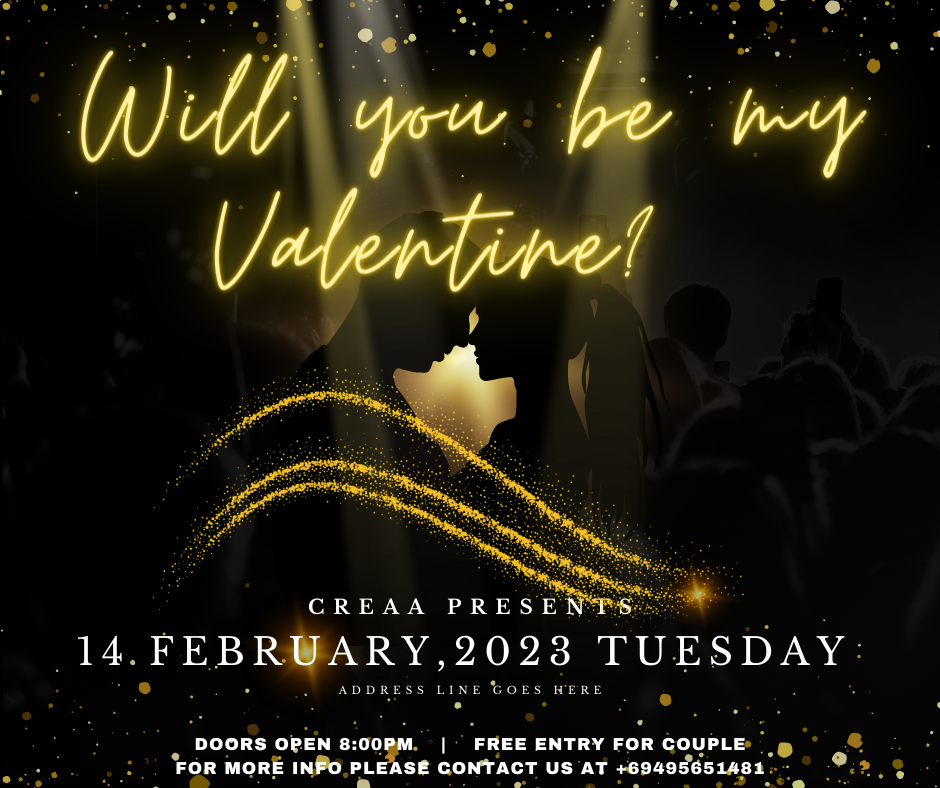 Will you be my
Valentine?
CREAA PRESENTS
14 FEBRUARY,2023 TUESDAY
ADDRESS LINE GOES HERE
DOORS OPEN 8:00PM | FREE ENTRY FOR COUPLE
FOR MORE INFO PLEASE CONTACT US AT +69495651481